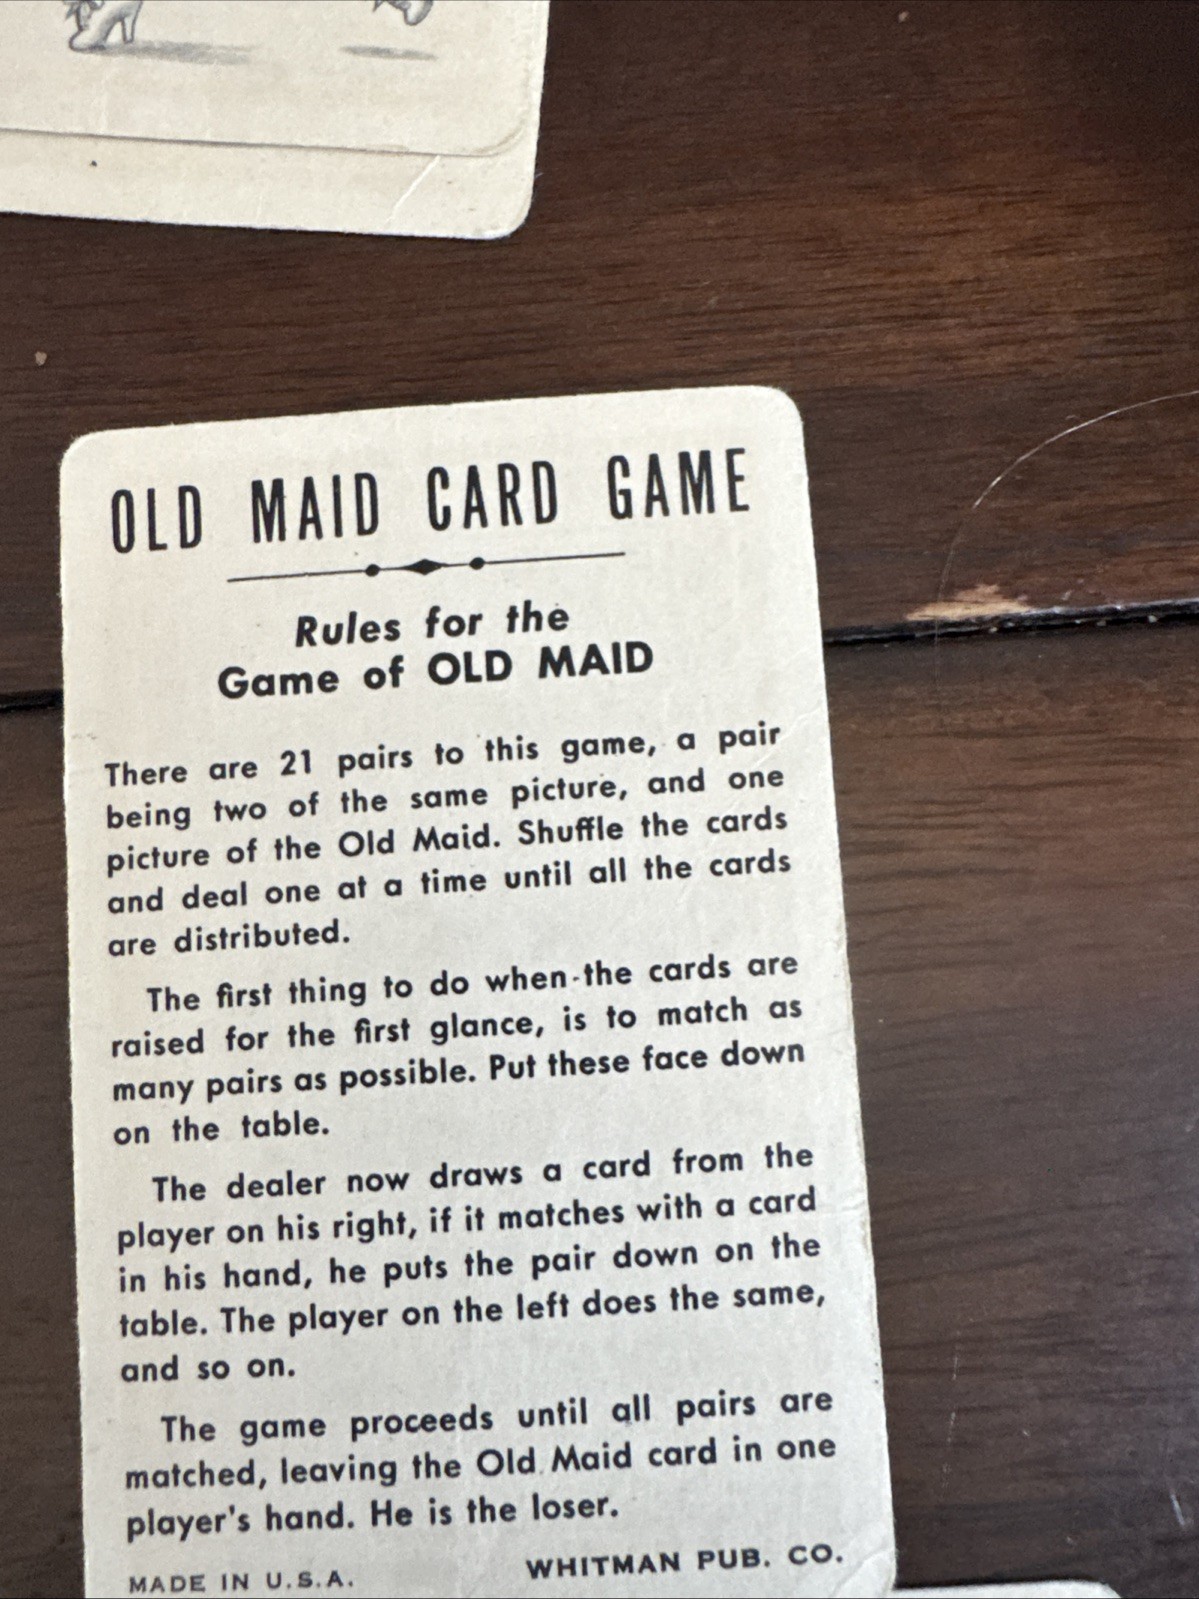 OLD MAID CARD GAME
Rules for the
Game of OLD MAID
There are 21 pairs to this game, a pair
being two of the same picture, and one
picture of the Old Maid. Shuffle the cards
and deal one at a time until all the cards
are distributed.
The first thing to do when the cards are
raised for the first glance, is to match as
many pairs as possible. Put these face down
on the table.
The dealer now draws a card from the
player on his right, if it matches with a card
in his hand, he puts the pair down on the
table. The player on the left does the same,
and so on.
The game proceeds until all pairs are
matched, leaving the Old Maid card in one
player's hand. He is the loser.
MADE IN U.S.A. WHITMAN PUB. CO.